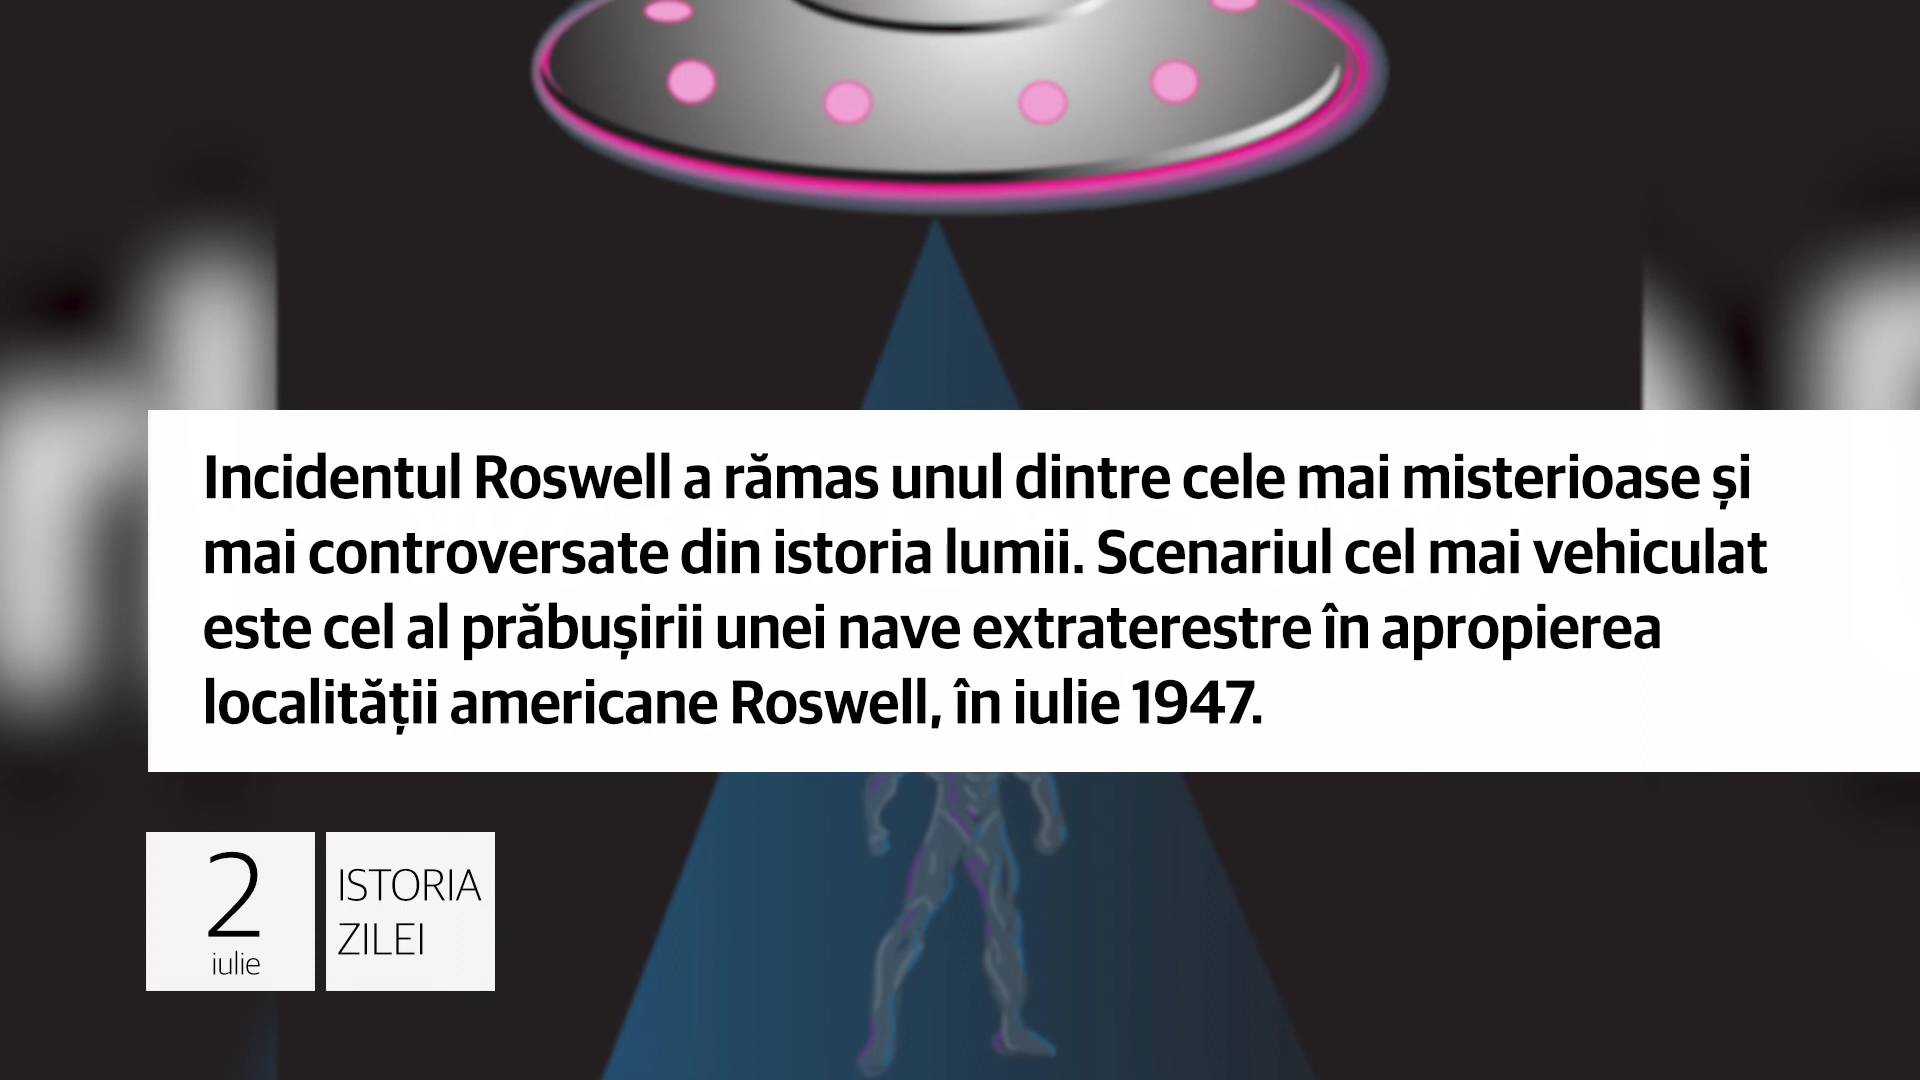 Incidentul Roswell a rămas unul dintre cele mai misterioase și
mai controversate din istoria lumii. Scenariul cel mai vehiculat
este cel al prăbușirii unei nave extraterestre în apropierea
localității americane Roswell, în iulie 1947.
2
iulie
ISTORIA
ZILEI